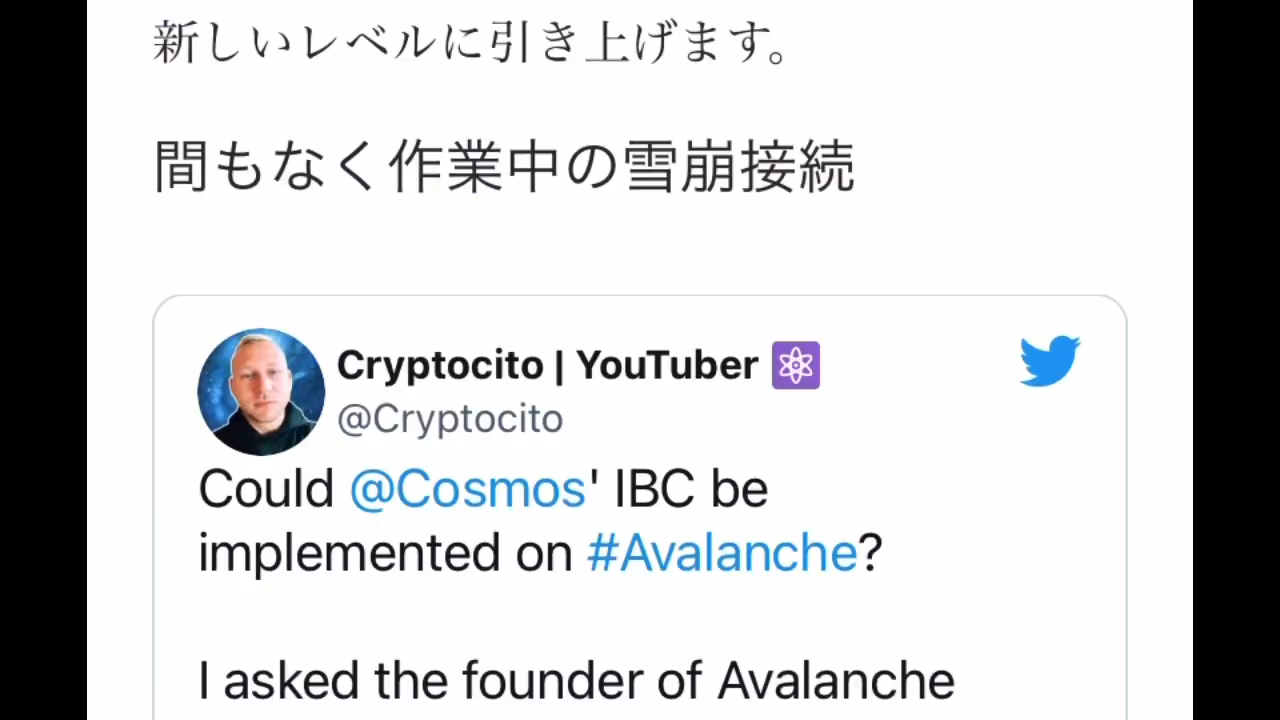 新しいレベルに引き上げます。
間もなく作業中の雪崩接続
Cryptocito | YouTuber ⚛️
@Cryptocito
Could @Cosmos' IBC be
implemented on #Avalanche?
I asked the founder of Avalanche